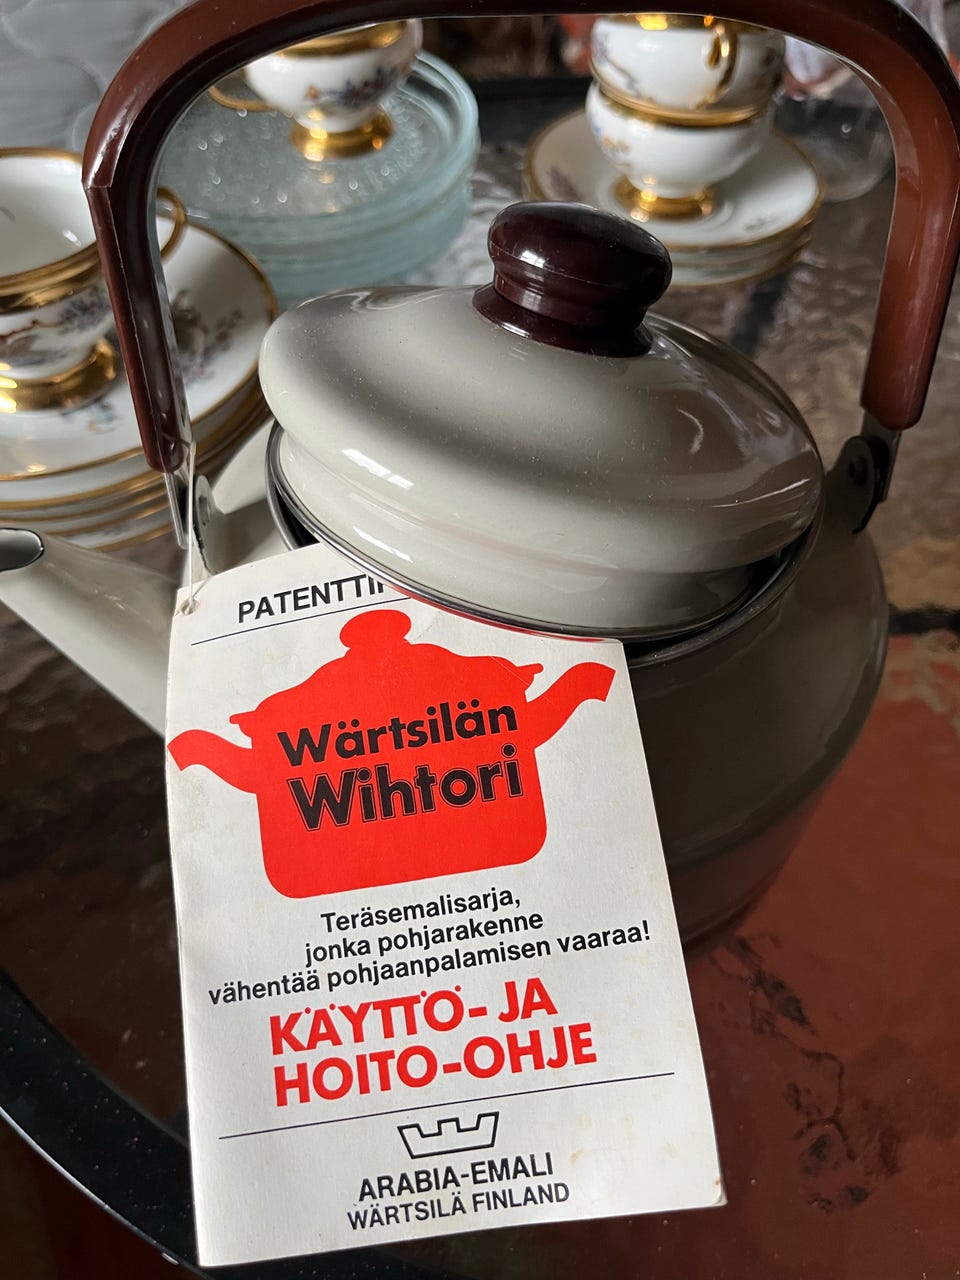 Wärtsilän
Wihtori
Teräsemalisarja,
jonka pohjarakenne
vähentää pohjaanpalamisen vaaraa!
KÄYTTÖ- JA
HOITO-OHJE
ARABIA-EMALI
WÄRTSILÄ FINLAND